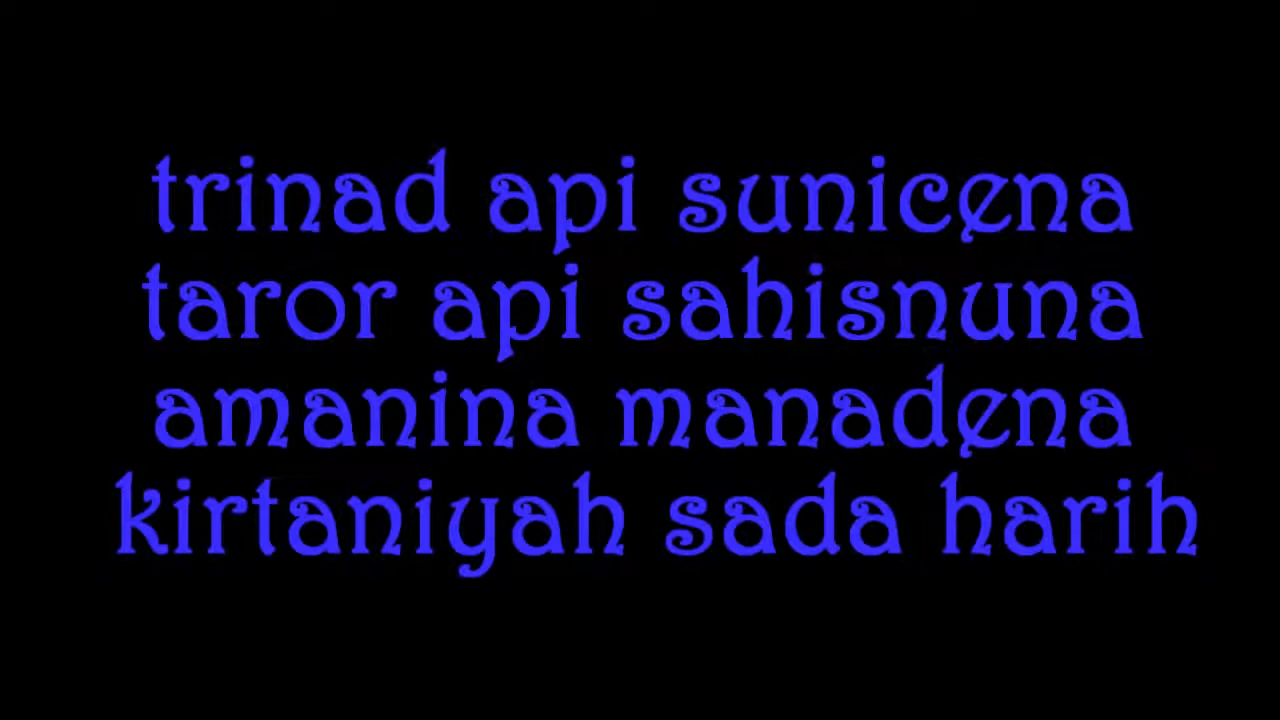 trinad api sunicena
taror api sahisnuna
amanina manadena
kirtaniyah sada harih